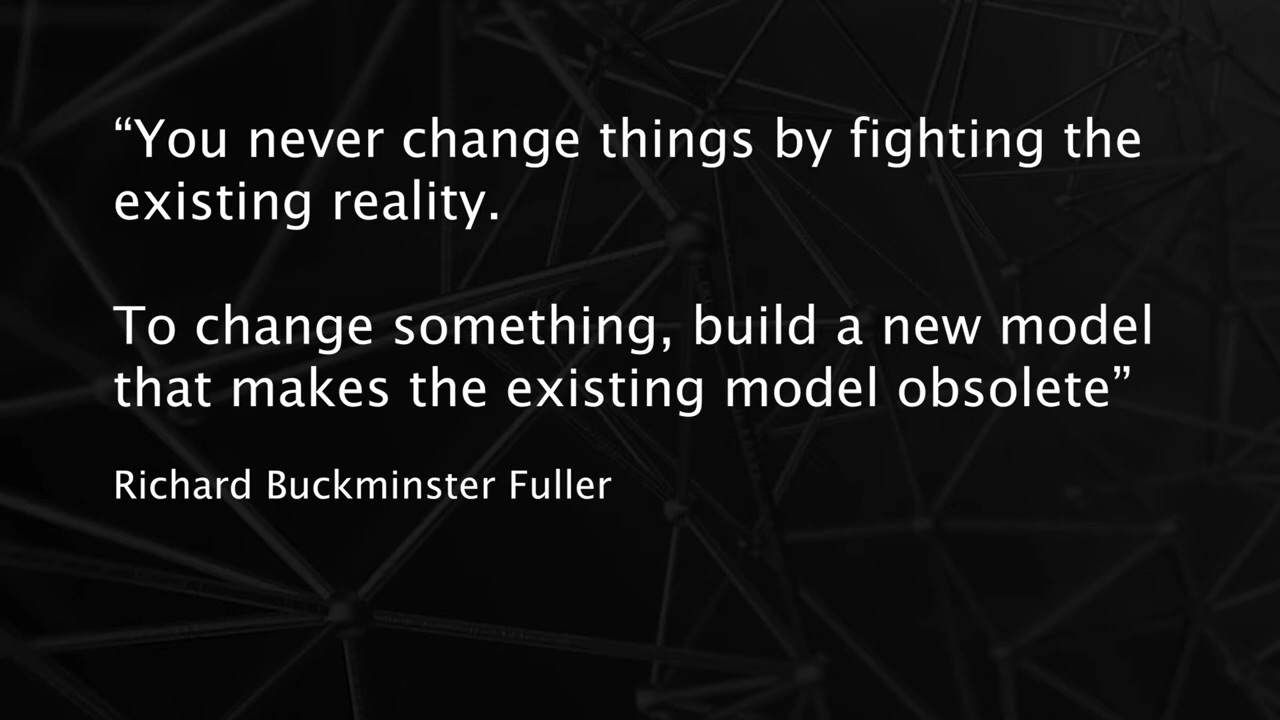 “You never change things by fighting the
existing reality.
To change something, build a new model
that makes the existing model obsolete”
Richard Buckminster Fuller